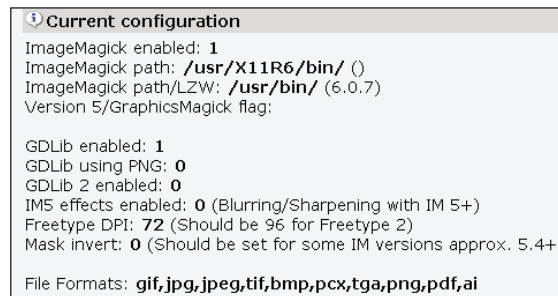 Current configuration
ImageMagick enabled: 1
ImageMagick path: /usr/X11R6/bin/ ()
ImageMagick path/LZW: /usr/bin/ (6.0.7)
Version 5/GraphicsMagick flag:
GDLib enabled: 1
GDLib using PNG: 0
GDLib 2 enabled: 0
IM5 effects enabled: 0 (Blurring/Sharpening with IM 5+)
Freetype DPI: 72 (Should be 96 for Freetype 2)
Mask invert: 0 (Should be set for some IM versions approx. 5.4+
File Formats: gif,jpg,jpeg,tif,bmp,pcx,tga,png,pdf,ai